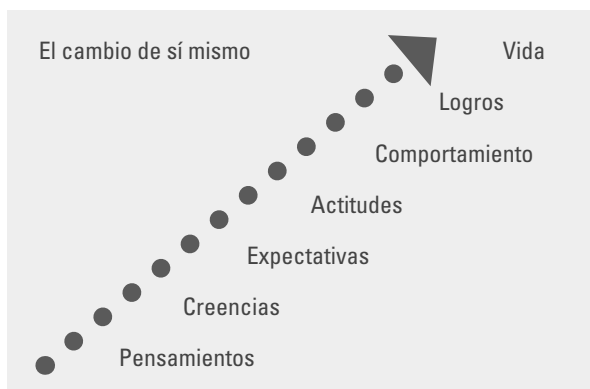 El cambio de sí mismo
Vida
Logros
Comportamiento
Actitudes
Expectativas
Creencias
Pensamientos